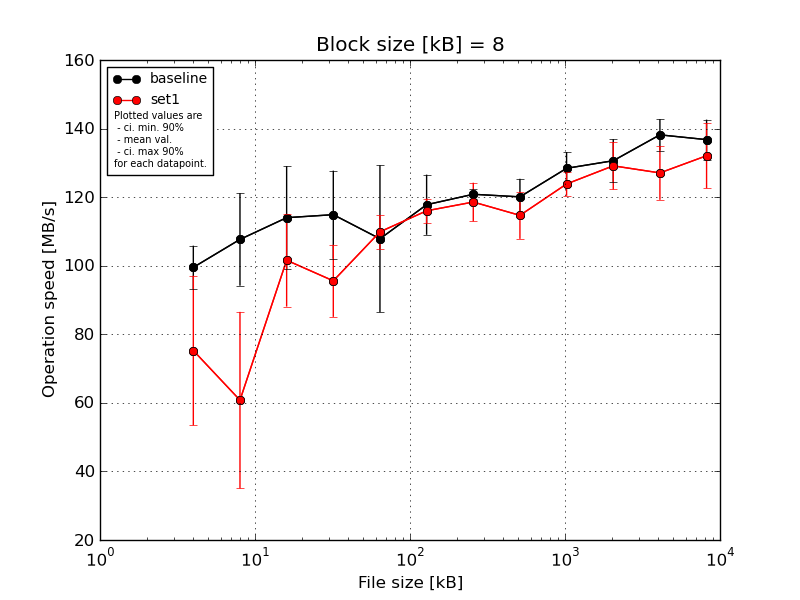 Block size [kB] = 8
160
140
120
100
80
60
40
20
baseline
set1
Plotted values are
- ci. min. 90%
- mean val.
- ci. max 90%
for each datapoint.
Operation speed [MB/s]
10^0 10^1 10^2 10^3 10^4
File size [kB]